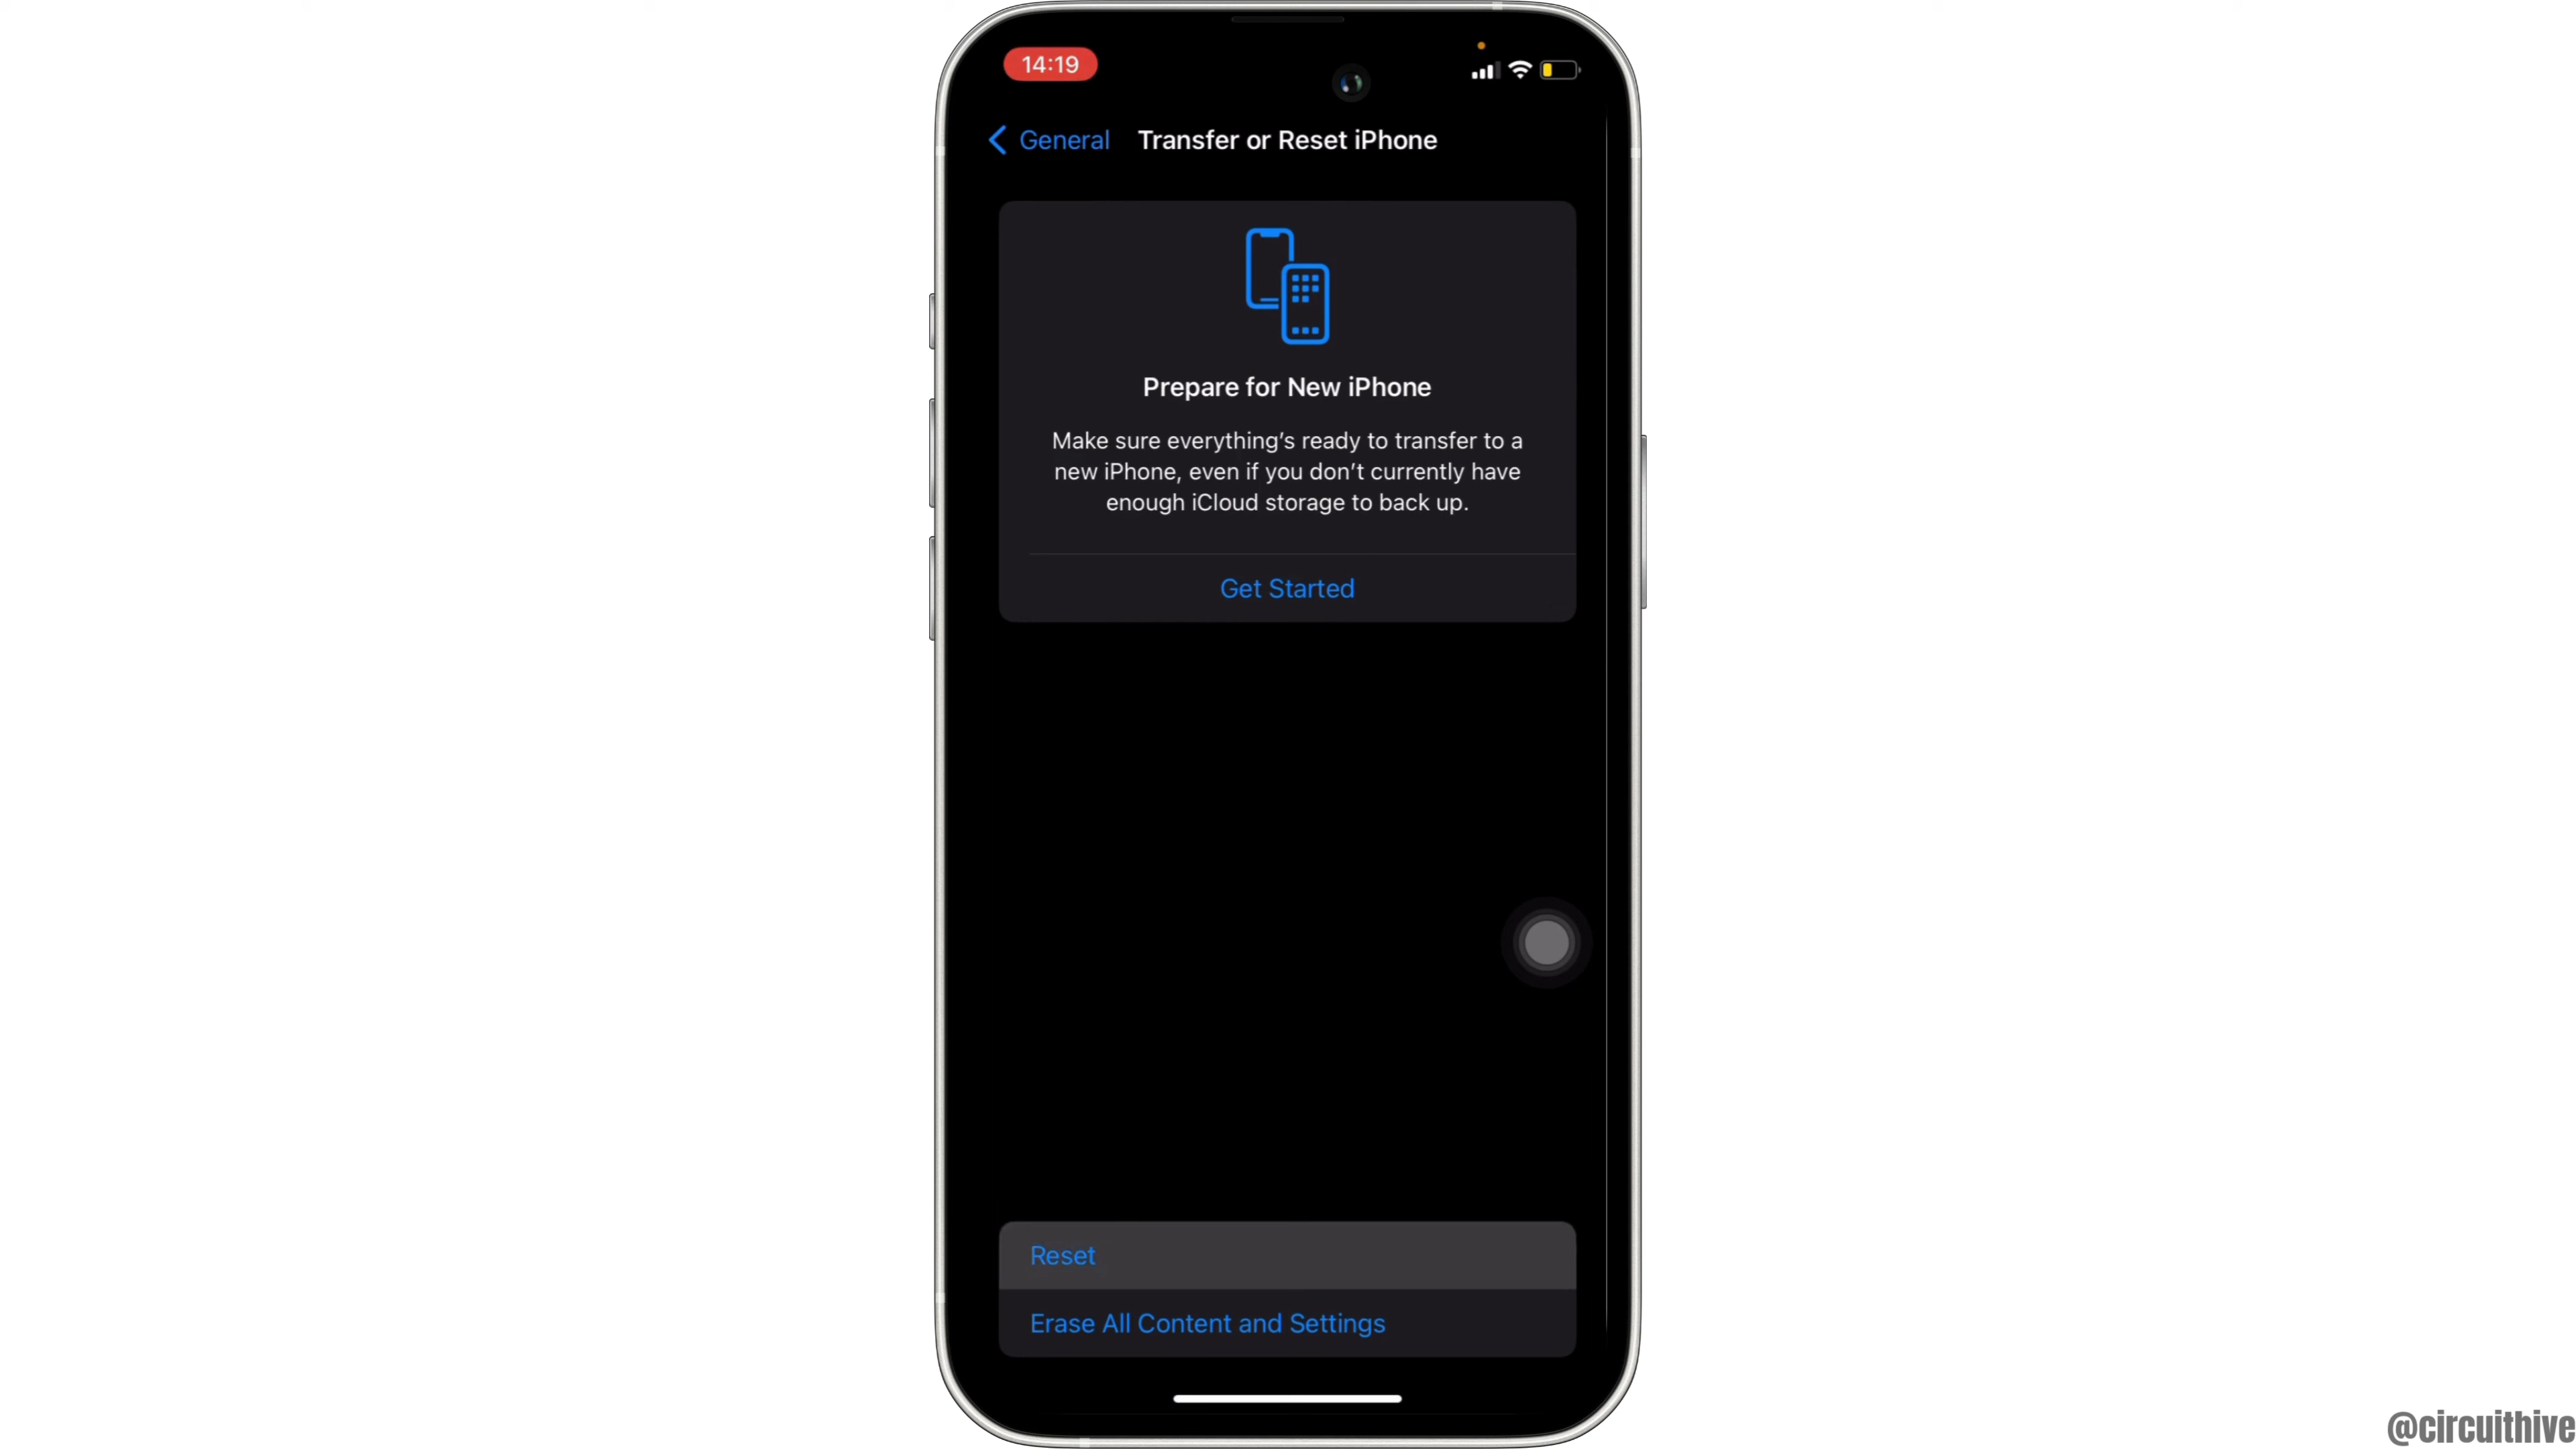 14:19
General
Transfer or Reset iPhone
Prepare for New iPhone
Make sure everything's ready to transfer to a
new iPhone, even if you don't currently have
enough iCloud storage to back up.
Get Started
Reset
Erase All Content and Settings
@circuithive